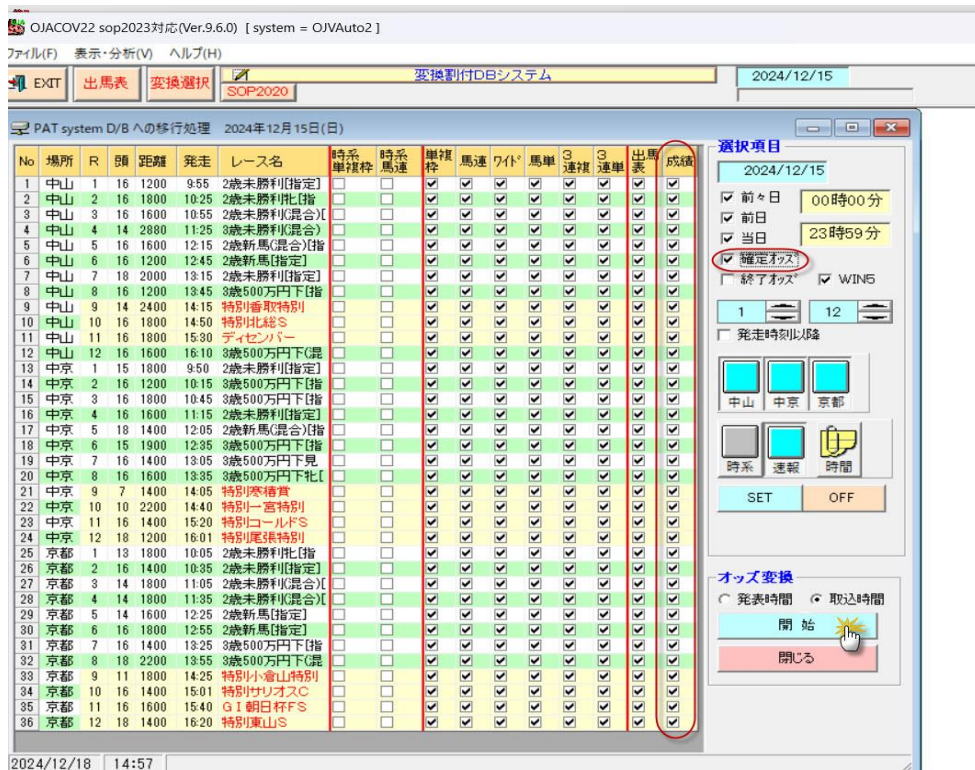 OJACOV22 sop2023対応(Ver.9.6.0) [ system = OJVAuto2 ]
ファイル(F) 表示・分析(V) ヘルプ(H)
EXIT 出馬表 変換選択 SOP2020 変換割付DBシステム 2024/12/15
PAT system D/B への移行処理 2024年12月15日(日)
No 場所 R 頭 距離 発走 レース名 時系単複枠 時系馬連 単複枠 馬連 ワイド 馬単 3連複 3連単 出馬表 成績
1 中山 1 16 1200 9:55 2歳未勝利[指定]
2 中山 2 16 1800 10:25 2歳未勝利牝[指
3 中山 3 16 1600 10:55 2歳未勝利(混合)[
4 中山 4 14 2880 11:25 3歳未勝利(混合)
5 中山 5 16 1600 12:15 2歳新馬(混合)[指
6 中山 6 16 1200 12:45 2歳新馬[指定]
7 中山 7 18 2000 13:15 2歳未勝利[指定]
8 中山 8 16 1200 13:45 3歳500万円下[指
9 中山 9 14 2400 14:15 特別香取特別
10 中山 10 16 1800 14:50 特別北総S
11 中山 11 16 1800 15:30 ディセンバー
12 中山 12 16 1600 16:10 3歳500万円下(混
13 中京 1 15 1800 9:50 2歳未勝利[指定]
14 中京 2 16 1200 10:15 3歳500万円下[指
15 中京 3 16 1800 10:45 3歳500万円下[指
16 中京 4 16 1600 11:15 2歳未勝利[指定]
17 中京 5 18 1400 12:05 2歳新馬(混合)[指
18 中京 6 15 1900 12:35 3歳500万円下[指
19 中京 7 16 1400 13:05 3歳500万円下見
20 中京 8 16 1600 13:35 3歳500万円下牝[
21 中京 9 7 1400 14:05 特別寒椿賞
22 中京 10 10 2200 14:40 特別一宮特別
23 中京 11 16 1400 15:20 特別コールドS
24 中京 12 18 1200 16:01 特別尾張特別
25 京都 1 13 1800 10:05 2歳未勝利牝[指
26 京都 2 16 1400 10:35 2歳未勝利[指定]
27 京都 3 14 1800 11:05 2歳未勝利(混合)[
28 京都 4 14 1800 11:35 2歳未勝利(混合)[
29 京都 5 14 1600 12:25 2歳新馬[指定]
30 京都 6 16 1800 12:55 2歳新馬[指定]
31 京都 7 16 1400 13:25 3歳500万円下[指
32 京都 8 18 2200 13:55 3歳500万円下(混
33 京都 9 11 1800 14:25 特別小倉山特別
34 京都 10 16 1400 15:01 特別サリオスC
35 京都 11 16 1600 15:40 GI朝日杯FS
36 京都 12 18 1400 16:20 特別東山S
選択項目
2024/12/15
前々日 00時00分
前日
当日 23時59分
確定オッズ
終了オッズ WIN5
1 12
発走時刻以降
中山 中京 京都
時系 速報 時間
SET OFF
オッズ変換
発表時間 取込時間
開始
閉じる
2024/12/18 14:57